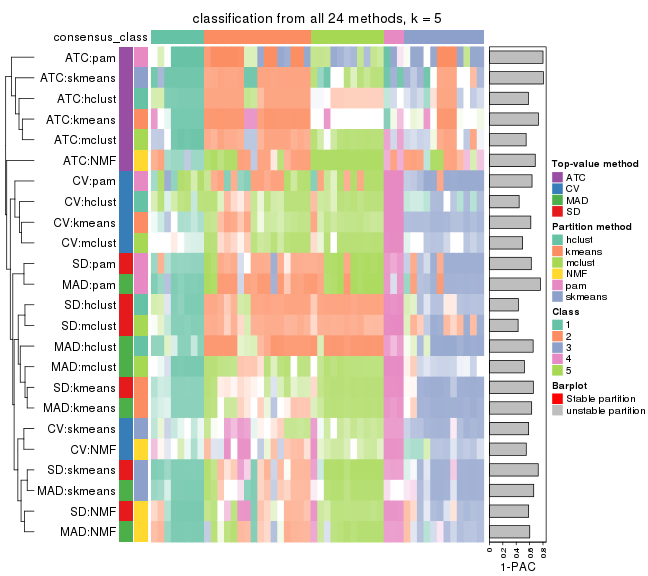 classification from all 24 methods, k = 5
consensus_class
ATC:pam
ATC:skmeans
ATC:hclust
ATC:kmeans
ATC:mclust
ATC:NMF
CV:pam
CV:hclust
CV:kmeans
CV:mclust
SD:pam
MAD:pam
SD:hclust
SD:mclust
MAD:hclust
MAD:mclust
SD:kmeans
MAD:kmeans
CV:skmeans
CV:NMF
SD:skmeans
MAD:skmeans
SD:NMF
MAD:NMF
0
0.2
0.4
0.6
0.8
1-PAC
Top-value method
ATC
CV
MAD
SD
Partition method
hclust
kmeans
mclust
NMF
pam
skmeans
Class
1
2
3
4
5
Barplot
Stable partition
unstable partition